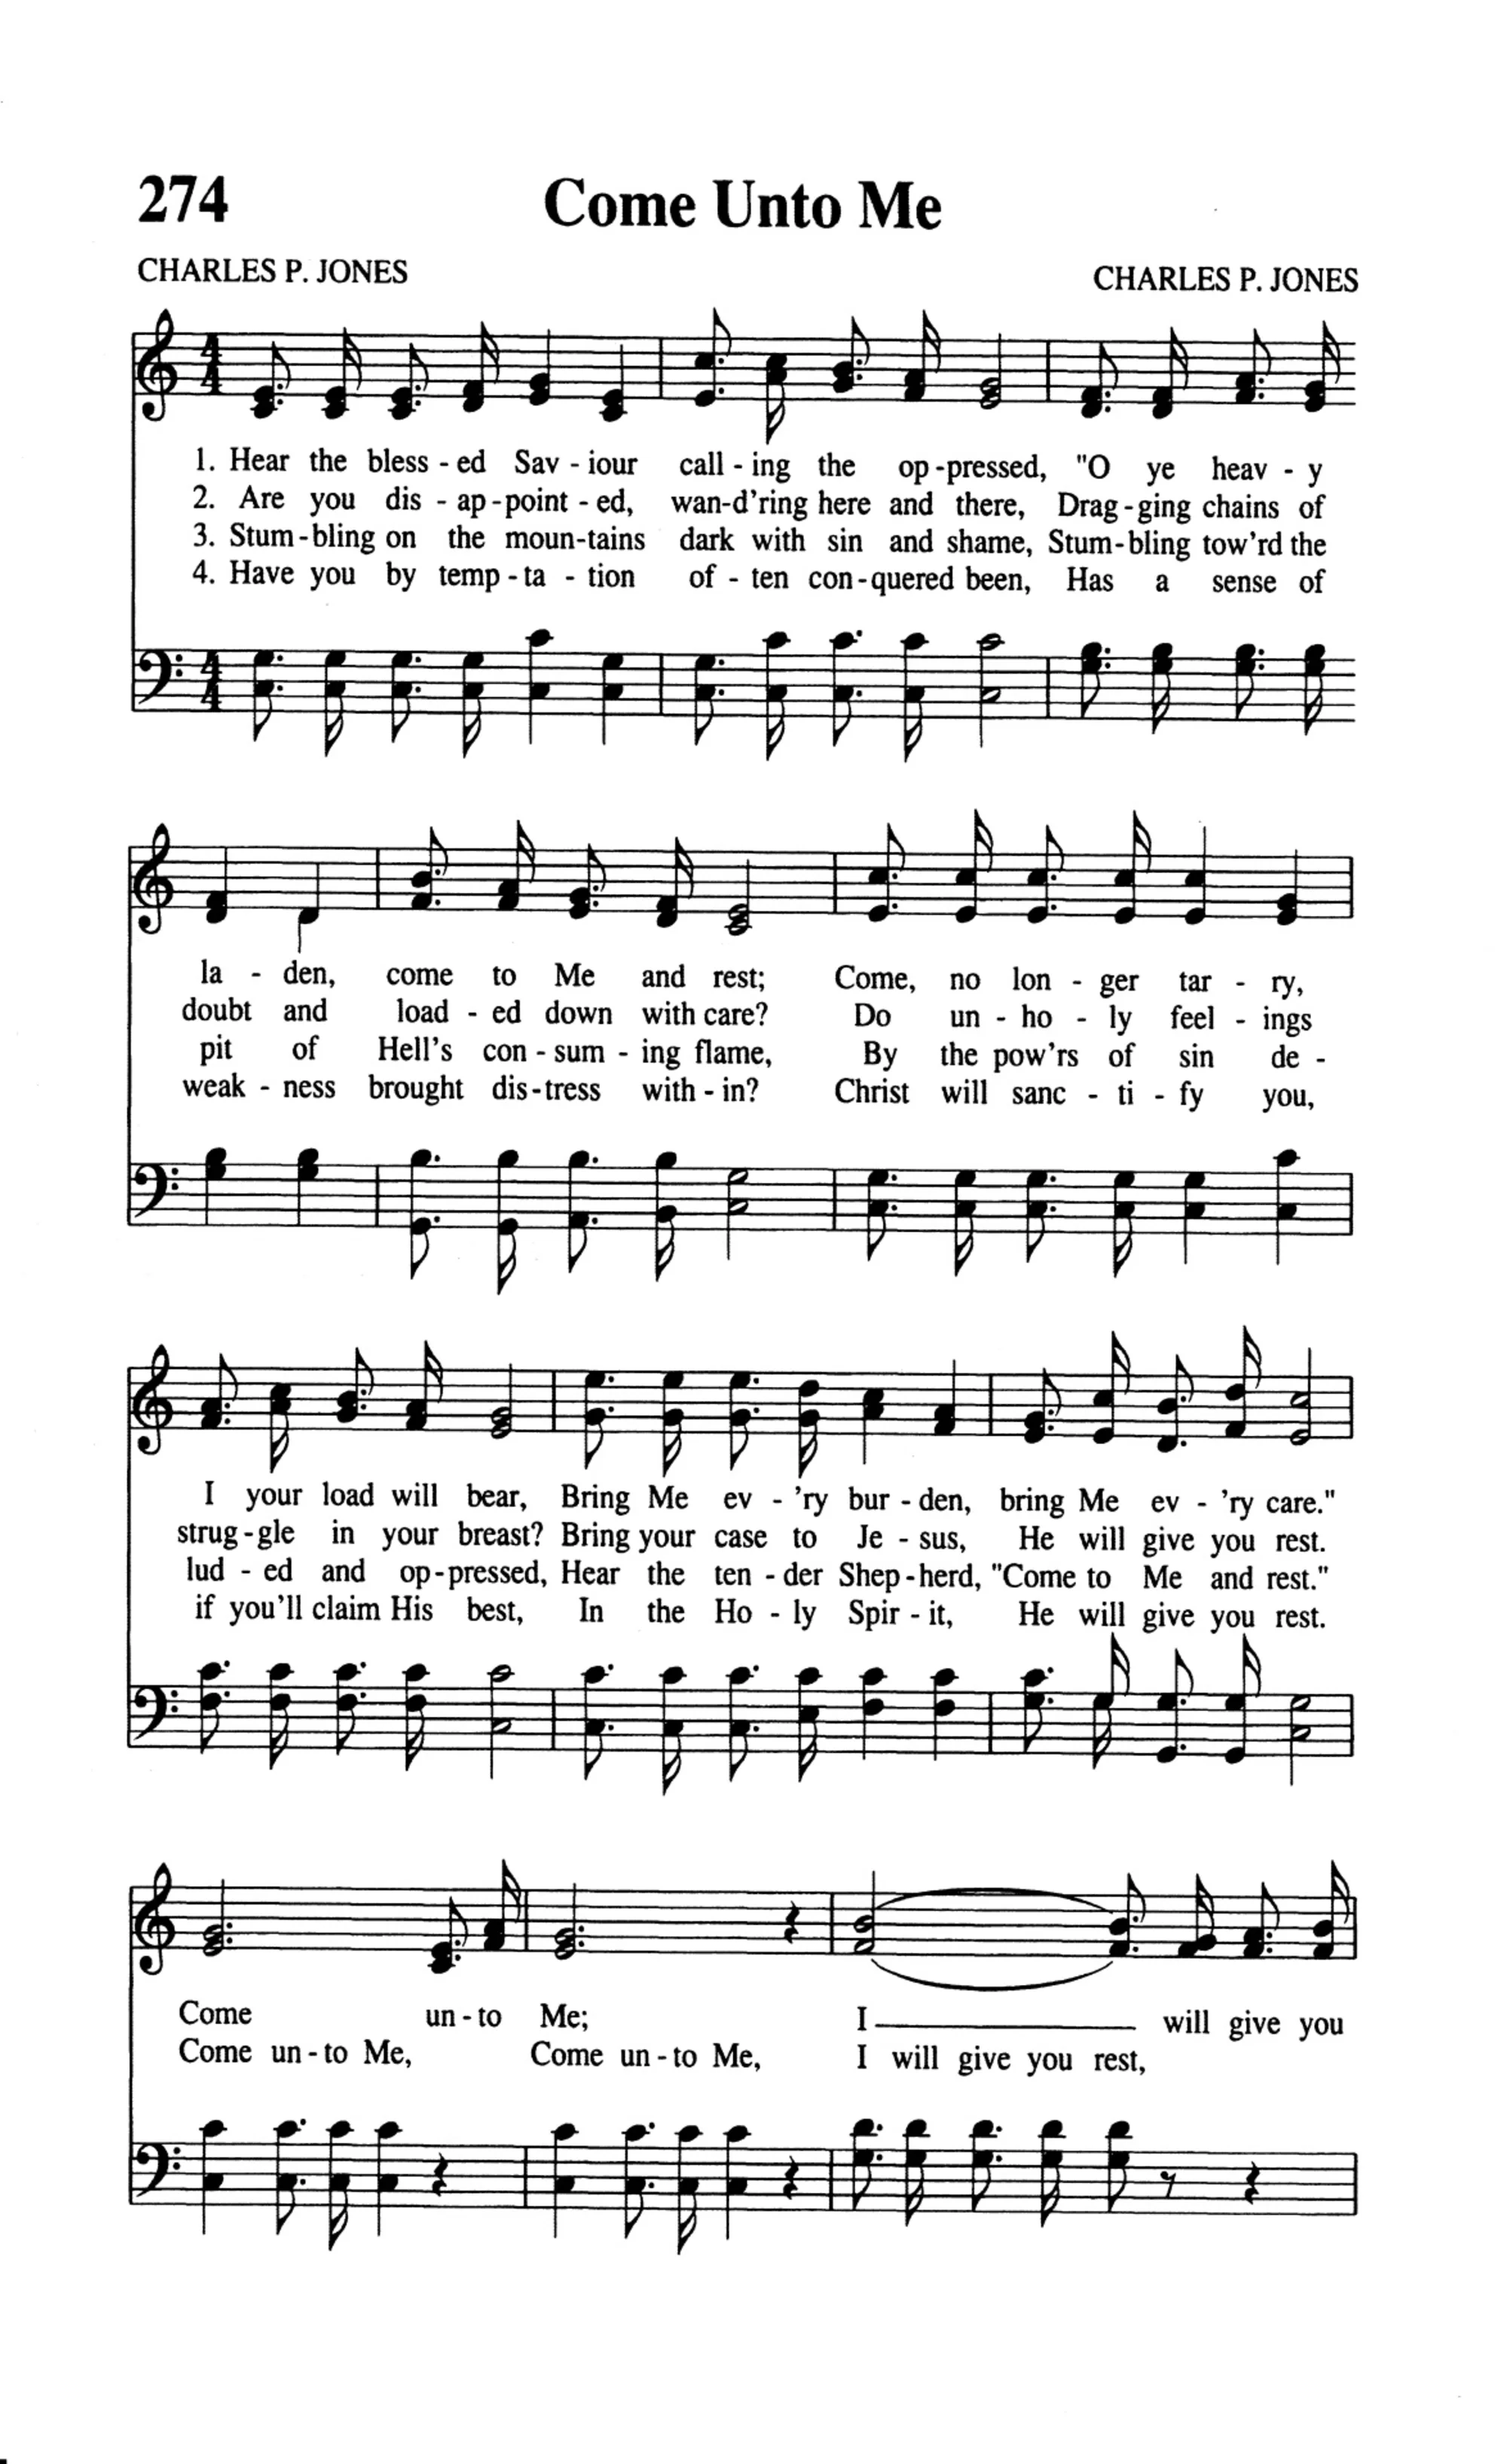 274
Come Unto Me
CHARLES P. JONES
CHARLES P. JONES
1. Hear the bless - ed Sav - iour call - ing the op - pressed, "O ye heav - y
2. Are you dis - ap - point - ed, wan - d'ring here and there, Drag - ging chains of
3. Stum - bling on the moun - tains dark with sin and shame, Stum - bling tow'rd the
4. Have you by temp - ta - tion of - ten con - quered been, Has a sense of
la - den, come to Me and rest; Come, no lon - ger tar - ry,
doubt and load - ed down with care? Do un - ho - ly feel - ings
pit of Hell's con - sum - ing flame, By the pow'rs of sin de -
weak - ness brought dis - tress with - in? Christ will sanc - ti - fy you,
I your load will bear, Bring Me ev - 'ry bur - den, bring Me ev - 'ry care."
strug - gle in your breast? Bring your case to Je - sus, He will give you rest.
lud - ed and op - pressed, Hear the ten - der Shep - herd, "Come to Me and rest."
if you'll claim His best, In the Ho - ly Spir - it, He will give you rest.
Come un - to Me; I will give you
Come un - to Me, Come un - to Me, I will give you rest,